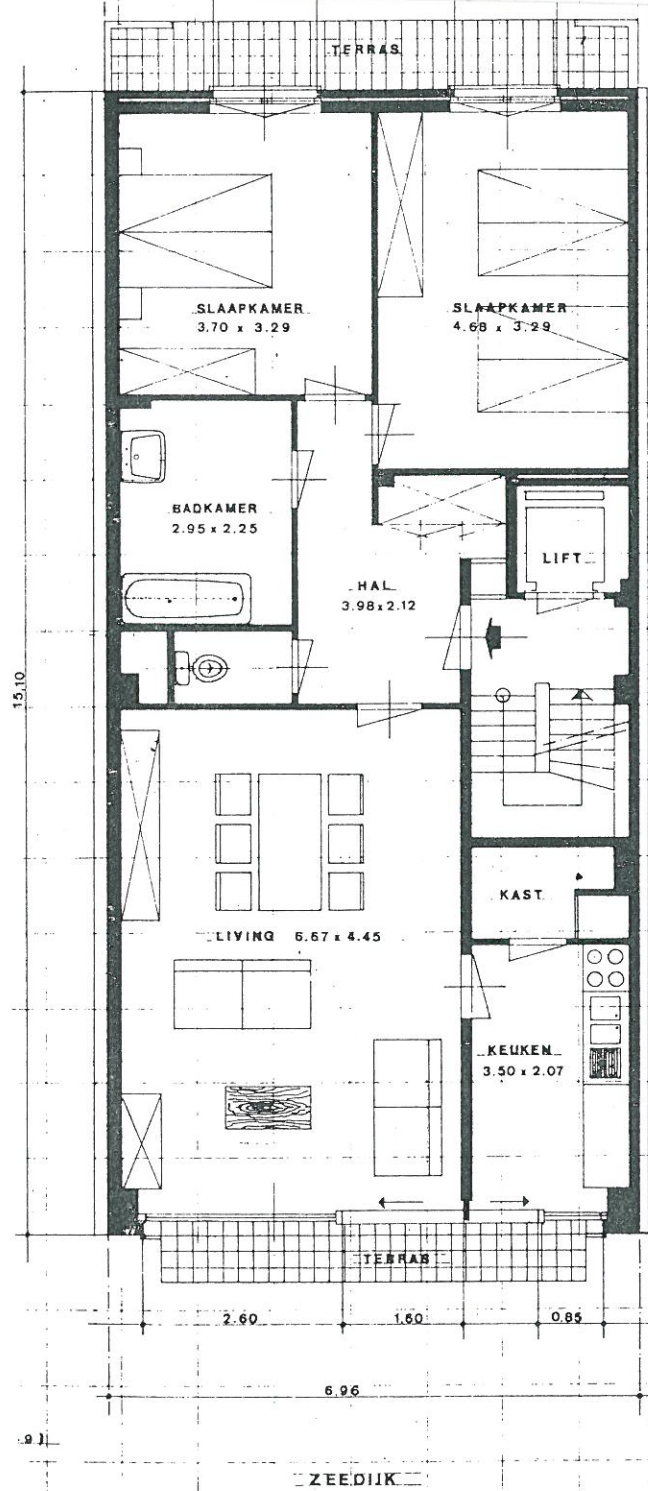 TERRAS
SLAAPKAMER
3.70 x 3.29
SLAAPKAMER
4.68 x 3.29
BADKAMER
2.95 x 2.25
LIFT
HAL
3.98 x 2.12
15,10
KAST
LIVING 6.67 x 4.45
KEUKEN
3.50 x 2.07
TERRAS
2.60
1.60
0.85
6.96
ZEEDIJK